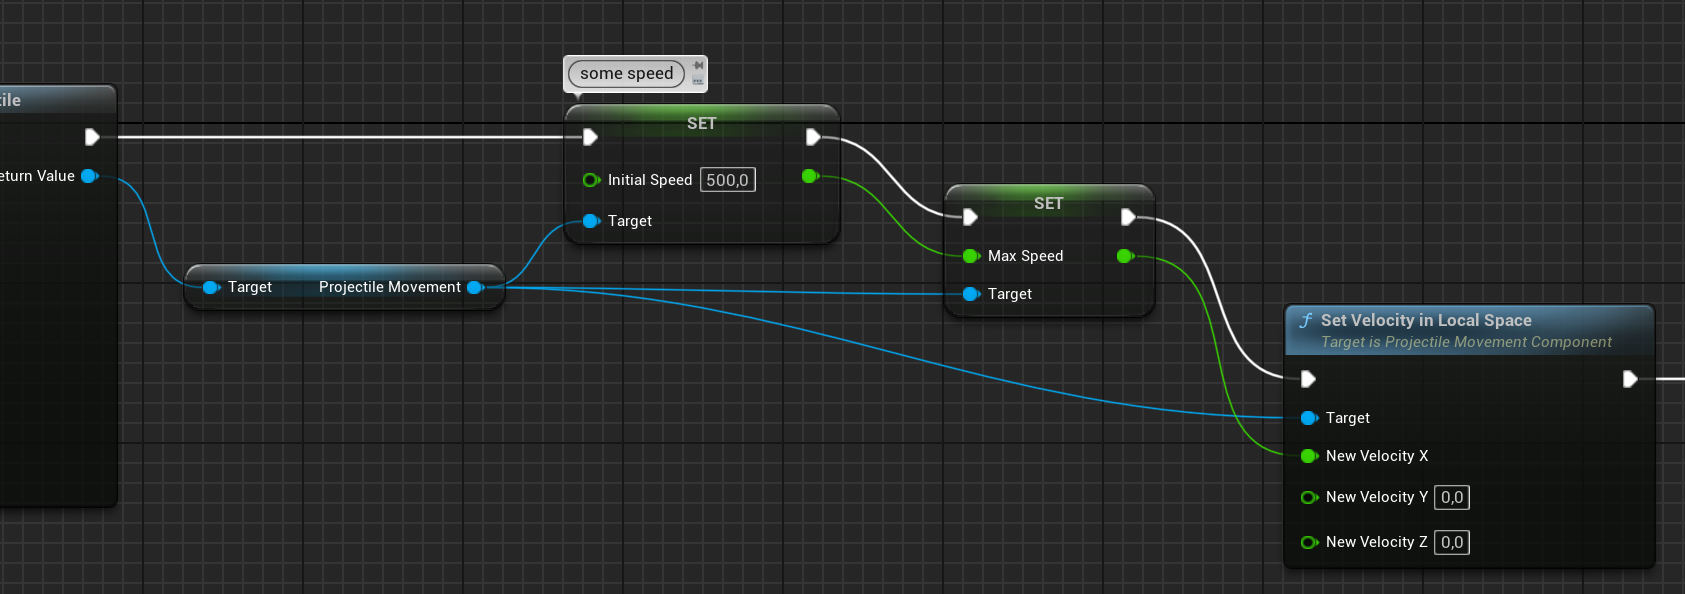 some speed
tile
SET
eturn Value
Initial Speed 500,0
Target
Target Projectile Movement
SET
Max Speed
Target
f Set Velocity in Local Space
Target is Projectile Movement Component
Target
New Velocity X
New Velocity Y 0,0
New Velocity Z 0,0